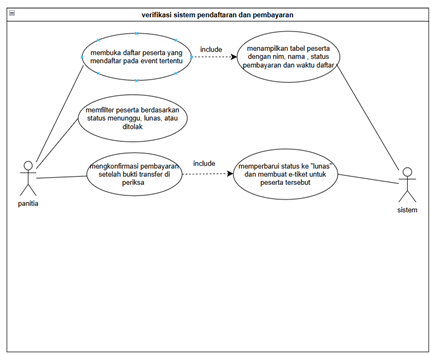 verifikasi sistem pendaftaran dan pembayaran
membuka daftar peserta yang
mendaftar pada event tertentu
include
menampilkan tabel peserta
dengan nim, nama , status
pembayaran dan waktu daftar
memfilter peserta berdasarkan
status menunggu, lunas, atau
ditolak
mengkonfirmasi pembayaran
setelah bukti transfer di
periksa
include
memperbarui status ke "lunas"
dan membuat e-tiket untuk
peserta tersebut
panitia
sistem